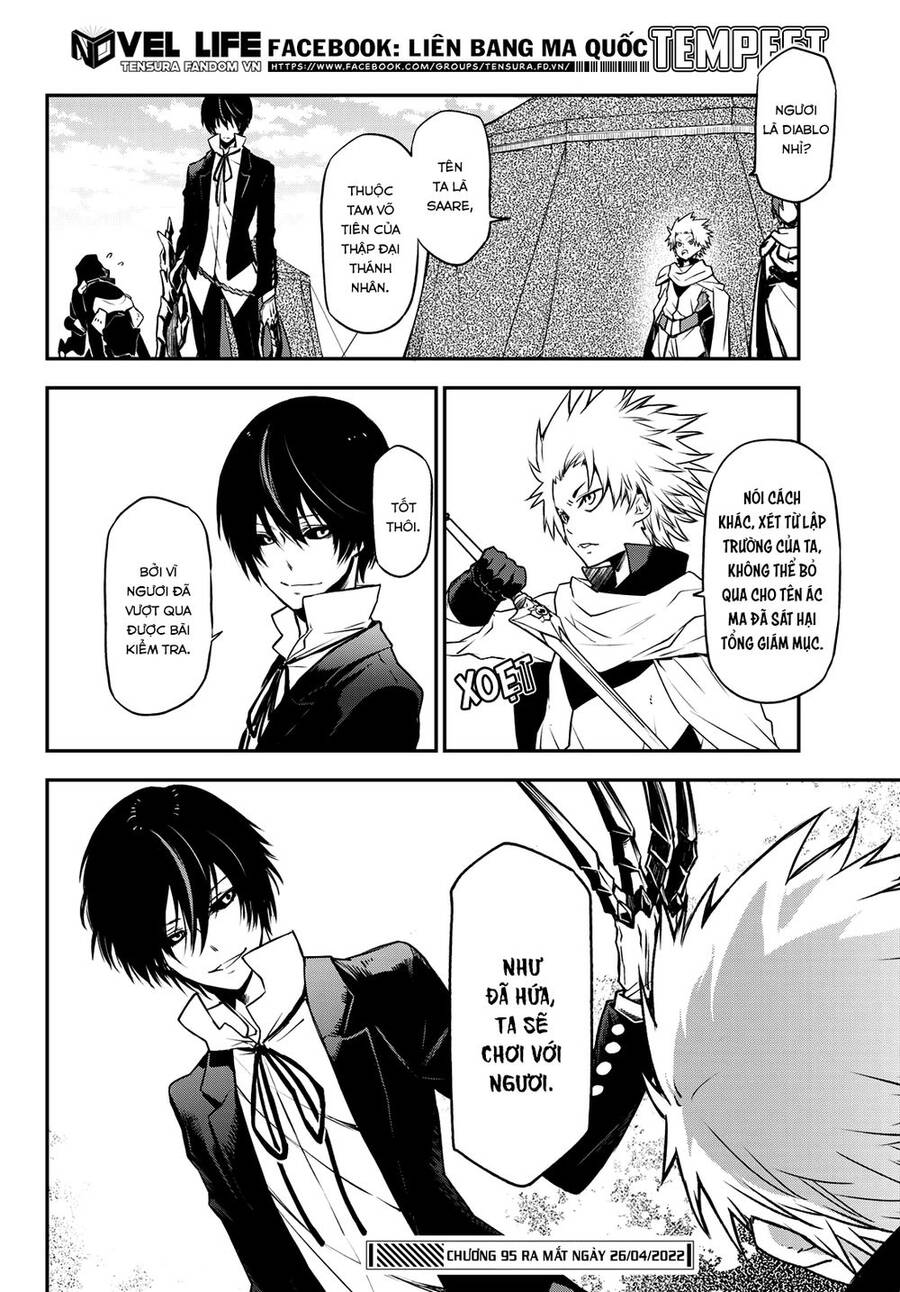 NOVEL LIFE
TENSURA FANDOM VN
FACEBOOK: LIÊN BANG MA QUỐC
HTTPS://WWW.FACEBOOK.COM/GROUPS/TENSURA.FD.VN/
TEMPEST
NGƯƠI
LÀ DIABLO
NHỈ?
TÊN
TA LÀ
SAARE,
THUỘC
TAM VÕ
TIÊN CỦA
THẬP ĐẠI
THÁNH
NHÂN.
NÓI CÁCH
KHÁC, XÉT TỪ LẬP
TRƯỜNG CỦA TA,
KHÔNG THỂ BỎ
QUA CHO TÊN ÁC
MA ĐÃ SÁT HẠI
TỔNG GIÁM MỤC.
XOẸT
TỐT
THÔI.
BỞI VÌ
NGƯƠI ĐÃ
VƯỢT QUA
ĐƯỢC BÀI
KIỂM TRA.
NHƯ
ĐÃ HỨA,
TA SẼ
CHƠI VỚI
NGƯƠI.
CHƯƠNG 95 RA MẮT NGÀY 26/04/2022